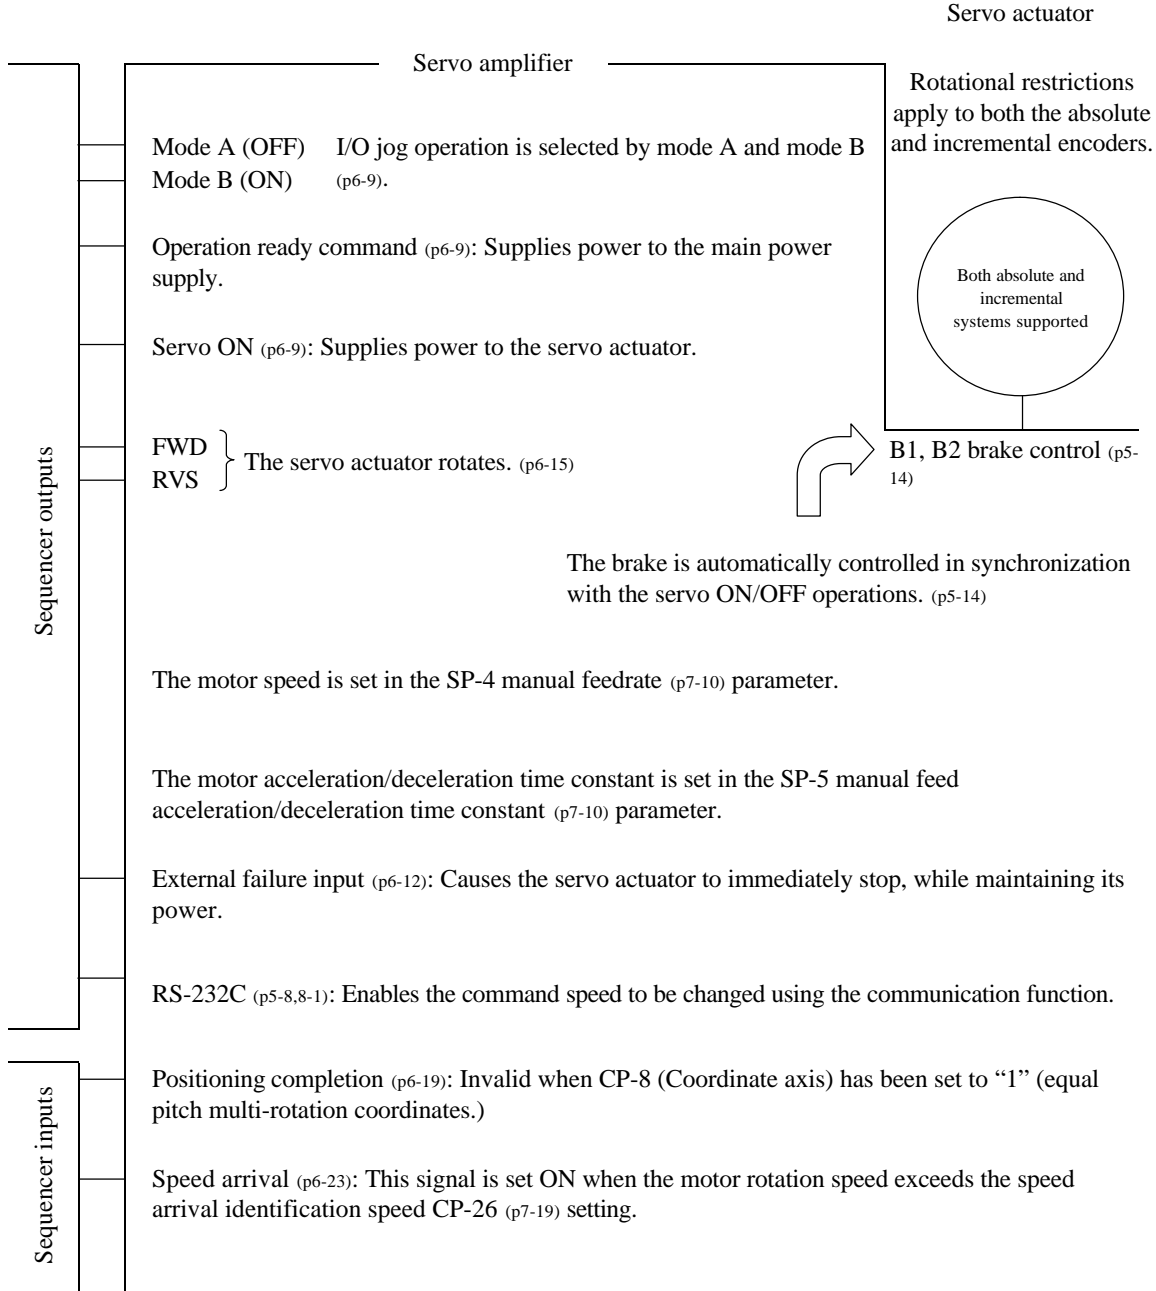 Servo actuator
Servo amplifier
Rotational restrictions
apply to both the absolute
and incremental encoders.
Mode A (OFF) I/O jog operation is selected by mode A and mode B
Mode B (ON) (p6-9).
Operation ready command (p6-9): Supplies power to the main power
supply.
Both absolute and
incremental
systems supported
Servo ON (p6-9): Supplies power to the servo actuator.
FWD
RVS
The servo actuator rotates. (p6-15)
B1, B2 brake control (p5-
14)
The brake is automatically controlled in synchronization
with the servo ON/OFF operations. (p5-14)
Sequencer outputs
The motor speed is set in the SP-4 manual feedrate (p7-10) parameter.
The motor acceleration/deceleration time constant is set in the SP-5 manual feed
acceleration/deceleration time constant (p7-10) parameter.
External failure input (p6-12): Causes the servo actuator to immediately stop, while maintaining its
power.
RS-232C (p5-8,8-1): Enables the command speed to be changed using the communication function.
Sequencer inputs
Positioning completion (p6-19): Invalid when CP-8 (Coordinate axis) has been set to “1” (equal
pitch multi-rotation coordinates.)
Speed arrival (p6-23): This signal is set ON when the motor rotation speed exceeds the speed
arrival identification speed CP-26 (p7-19) setting.